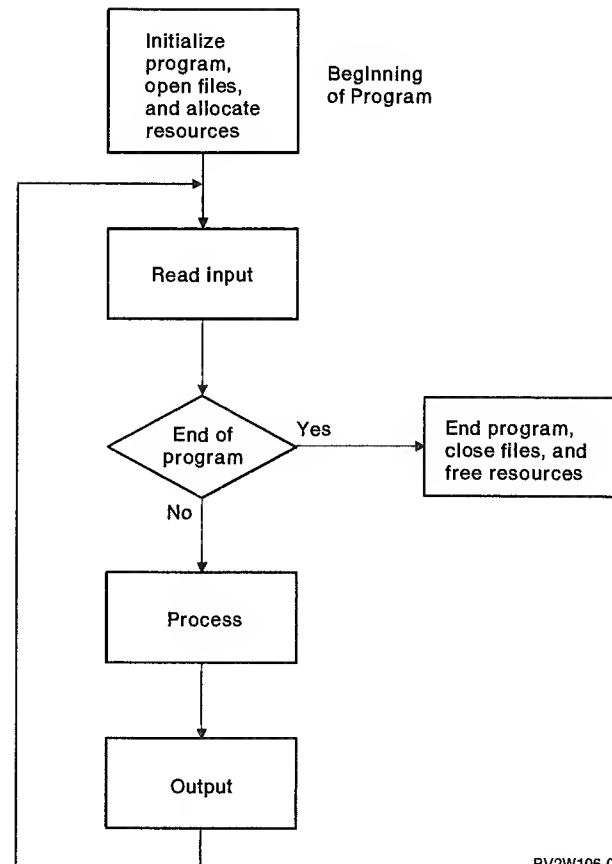 Initialize
program,
open files,
and allocate
resources
Beginning
of Program
Read input
End of
program
Yes
End program,
close files, and
free resources
No
Process
Output